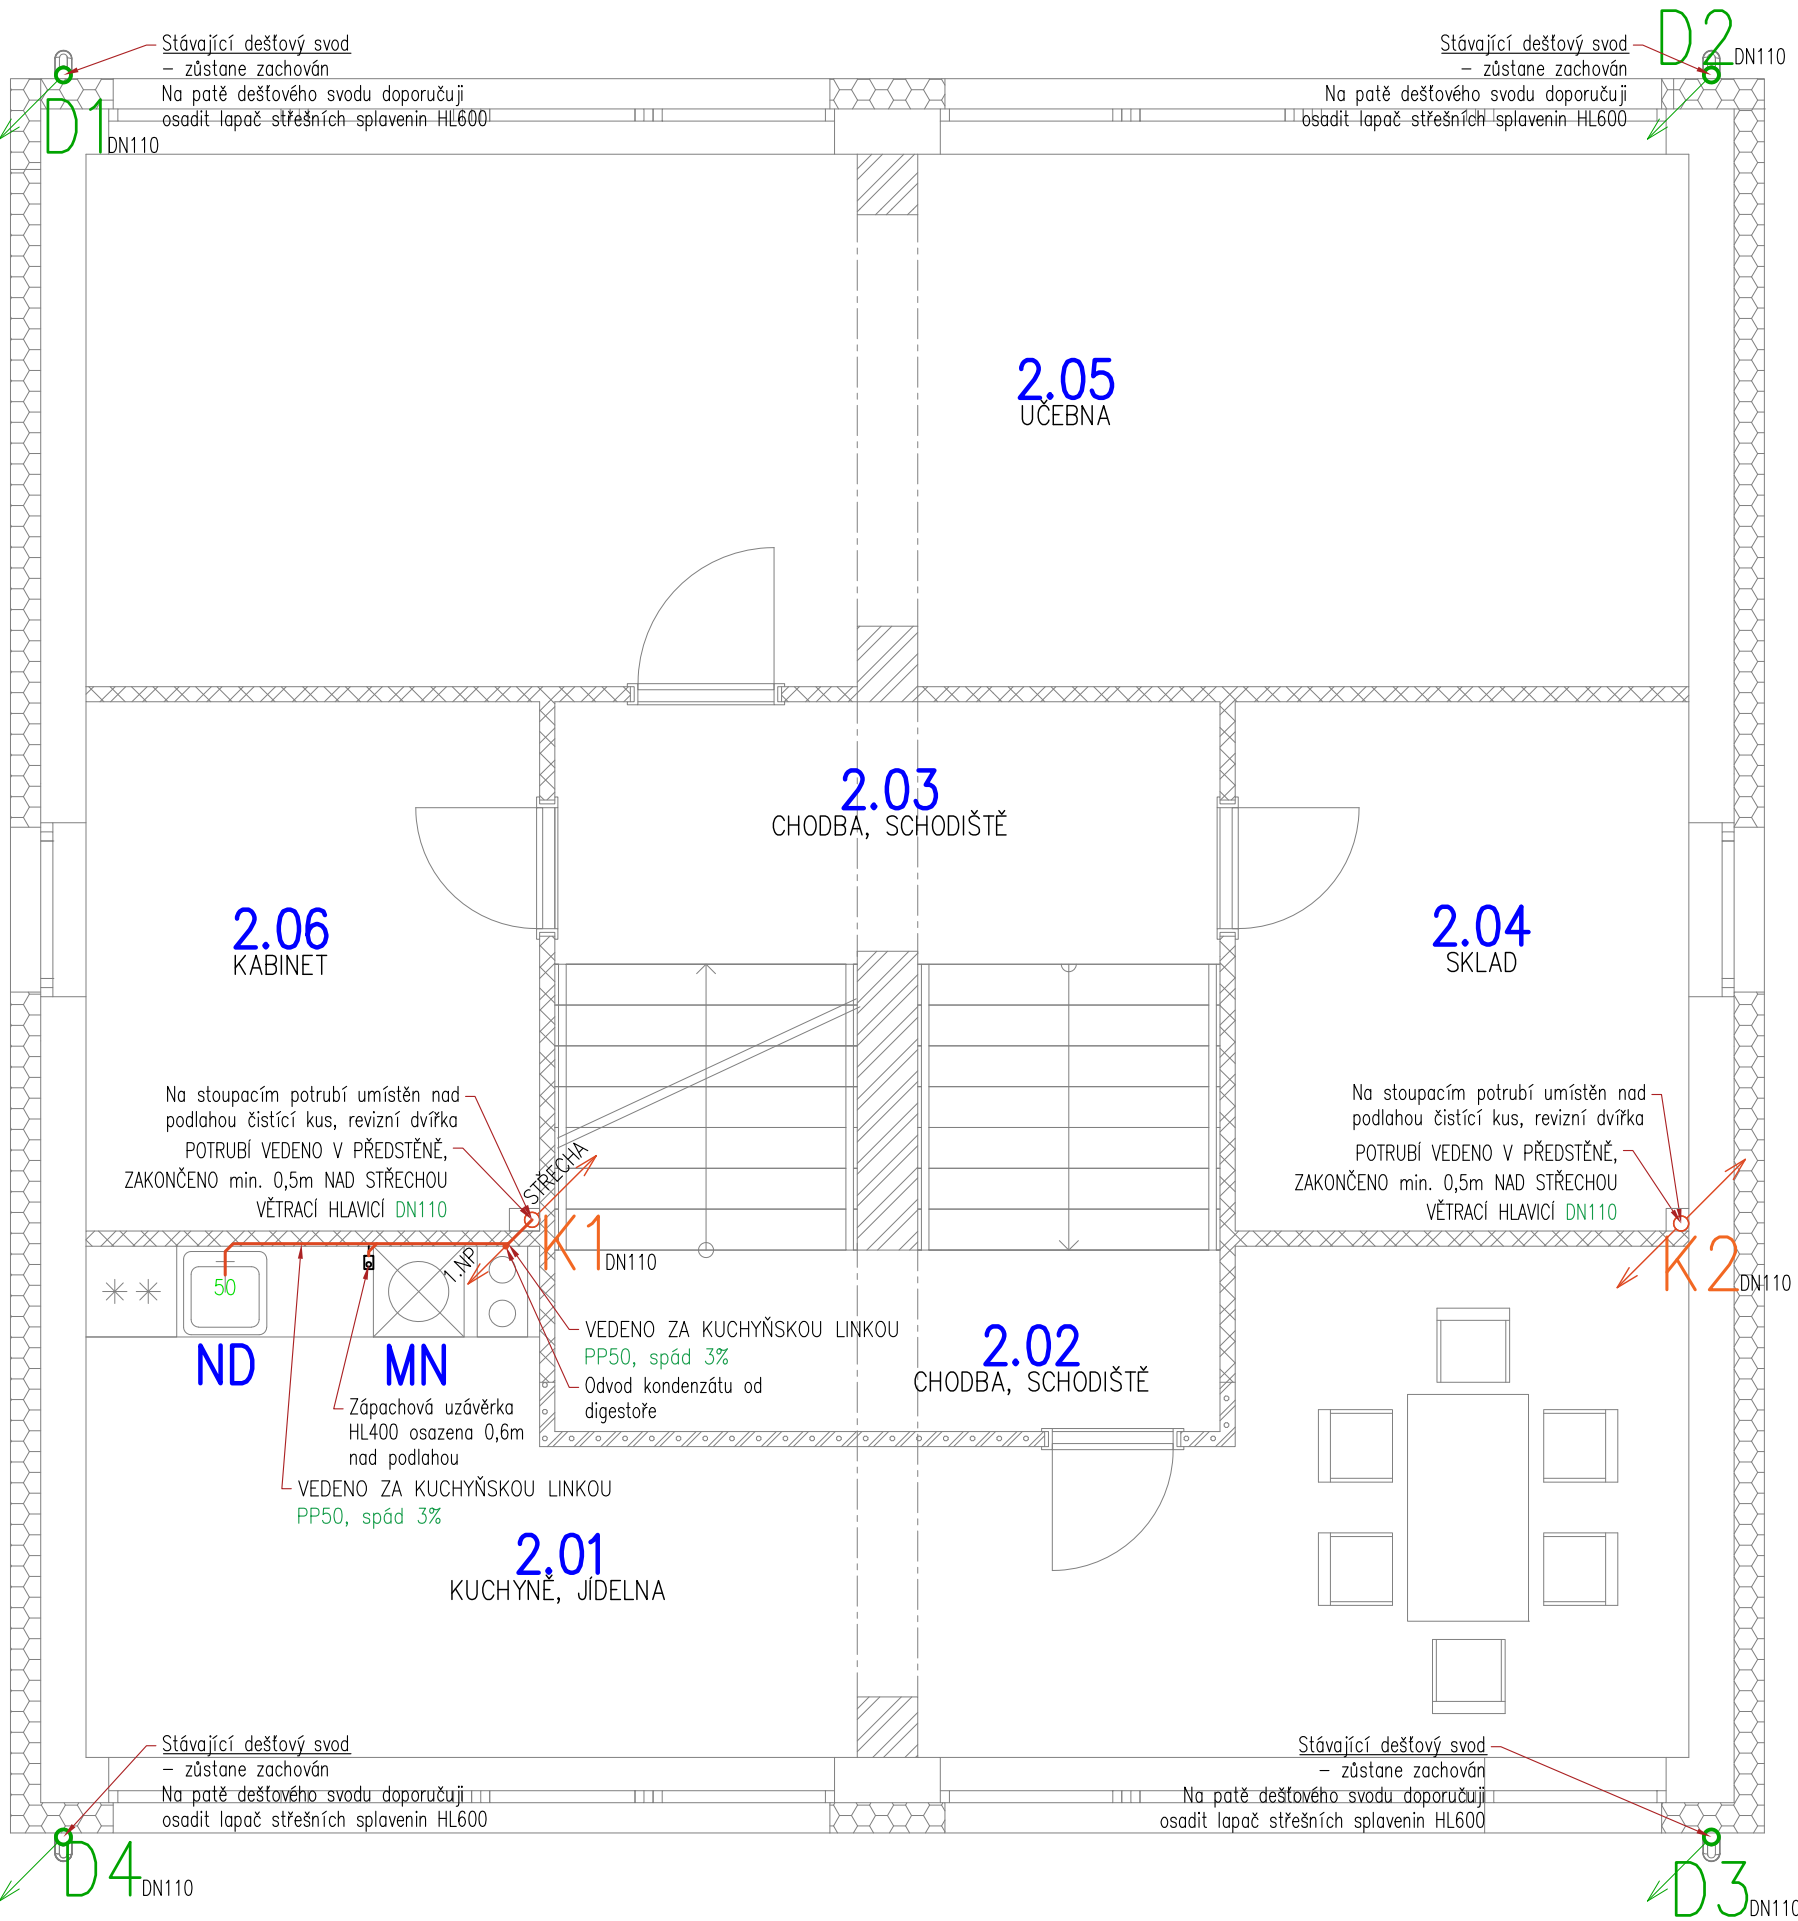 Stávající dešťový svod
– zůstane zachován
Na patě dešťového svodu doporučuji
osadit lapač střešních splavenin HL600
D1 DN110
Stávající dešťový svod
– zůstane zachován
Na patě dešťového svodu doporučuji
osadit lapač střešních splavenin HL600
D2 DN110
2.05
UČEBNA
2.03
CHODBA, SCHODIŠTĚ
2.06
KABINET
2.04
SKLAD
Na stoupacím potrubí umístěn nad
podlahou čistící kus, revizní dvířka
POTRUBÍ VEDENO V PŘEDSTĚNĚ,
ZAKONČENO min. 0,5m NAD STŘECHOU
VĚTRACÍ HLAVICÍ DN110
STŘECHA
K1 DN110
1.NP
Na stoupacím potrubí umístěn nad
podlahou čistící kus, revizní dvířka
POTRUBÍ VEDENO V PŘEDSTĚNĚ,
ZAKONČENO min. 0,5m NAD STŘECHOU
VĚTRACÍ HLAVICÍ DN110
K2 DN110
50
ND
MN
VEDENO ZA KUCHYŇSKOU LINKOU
PP50, spád 3%
Odvod kondenzátu od
digestoře
2.02
CHODBA, SCHODIŠTĚ
Zápachová uzávěrka
HL400 osazena 0,6m
nad podlahou
VEDENO ZA KUCHYŇSKOU LINKOU
PP50, spád 3%
2.01
KUCHYNĚ, JÍDELNA
Stávající dešťový svod
– zůstane zachován
Na patě dešťového svodu doporučuji
osadit lapač střešních splavenin HL600
D4 DN110
Stávající dešťový svod
– zůstane zachován
Na patě dešťového svodu doporučuji
osadit lapač střešních splavenin HL600
D3 DN110